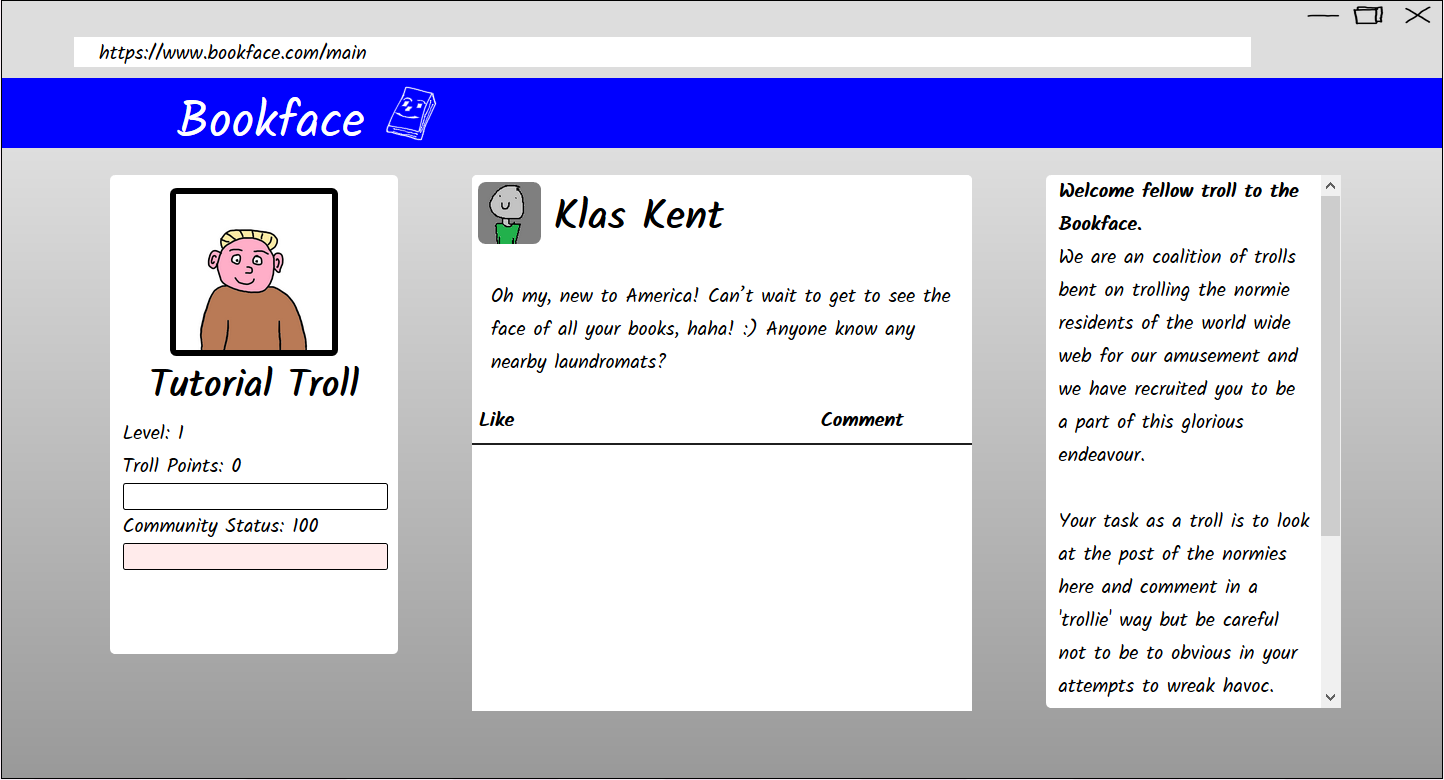 https://www.bookface.com/main
Bookface
Tutorial Troll
Level: 1
Troll Points: 0
Community Status: 100
Klas Kent
Oh my, new to America! Can't wait to get to see the
face of all your books, haha! :) Anyone know any
nearby laundromats?
Like
Comment
Welcome fellow troll to the
Bookface.
We are an coalition of trolls
bent on trolling the normie
residents of the world wide
web for our amusement and
we have recruited you to be
a part of this glorious
endeavour.
Your task as a troll is to look
at the post of the normies
here and comment in a
'trollie' way but be careful
not to be to obvious in your
attempts to wreak havoc.